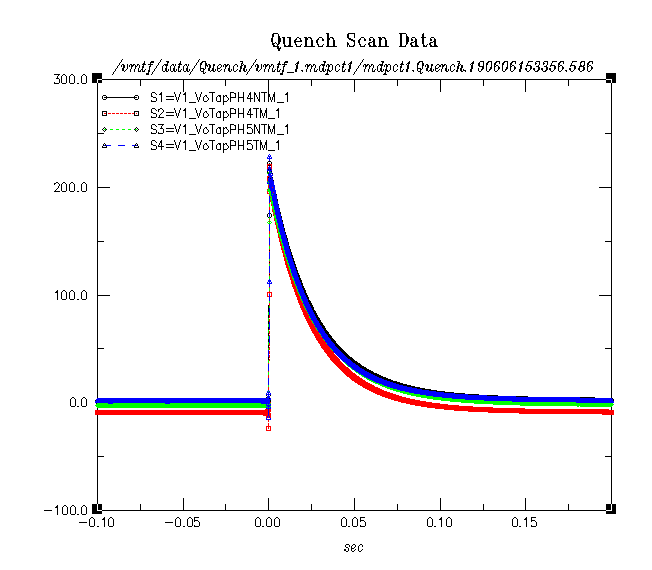 Quench Scan Data
/vmtf/data/Quench/vmtf_1.mdpct1/mdpct1.Quench.190606153356.586
300.0
S1=V1_VoTapPH4NTM_1
S2=V1_VoTapPH4TM_1
S3=V1_VoTapPH5NTM_1
S4=V1_VoTapPH5TM_1
200.0
100.0
0.0
-100.0
-0.10 -0.05 0.00 0.05 0.10 0.15
sec